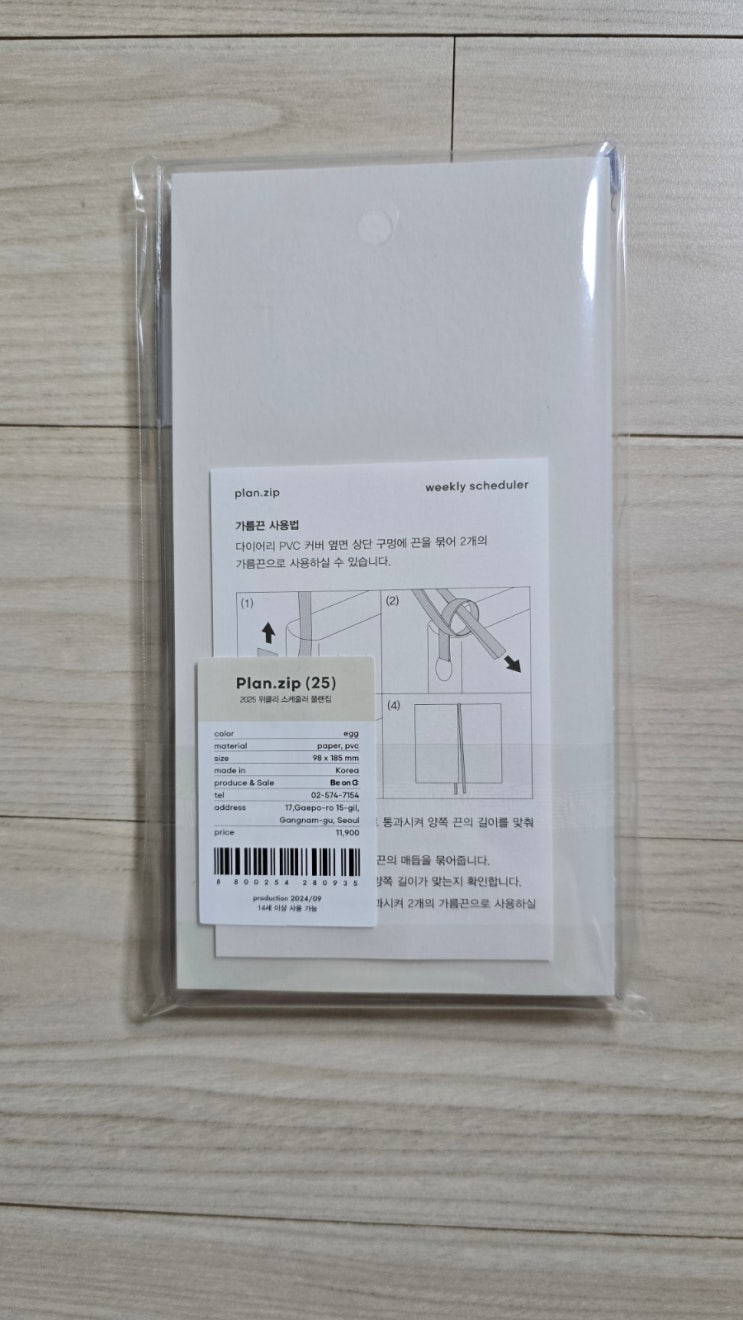 plan.zip
weekly scheduler
가름끈 사용법
다이어리 PVC 커버 옆면 상단 구멍에 끈을 묶어 2개의
가름끈으로 사용하실 수 있습니다.
(1)
(2)
(4)
통과시켜 양쪽 끈의 길이를 맞춰
끈의 매듭을 묶어줍니다.
양쪽 길이가 맞는지 확인합니다.
2개의 가름끈으로 사용하실
Plan.zip (25)
2025 위클리 스케줄러 플랜집
color egg
material paper, pvc
size 98 x 185 mm
made in Korea
produce & Sale Be on G
tel 02-574-7154
address 17,Gaepo-ro 15-gil,
Gangnam-gu, Seoul
price 11,900
8 800254 280935
production 2024/09
14세 이상 사용 가능